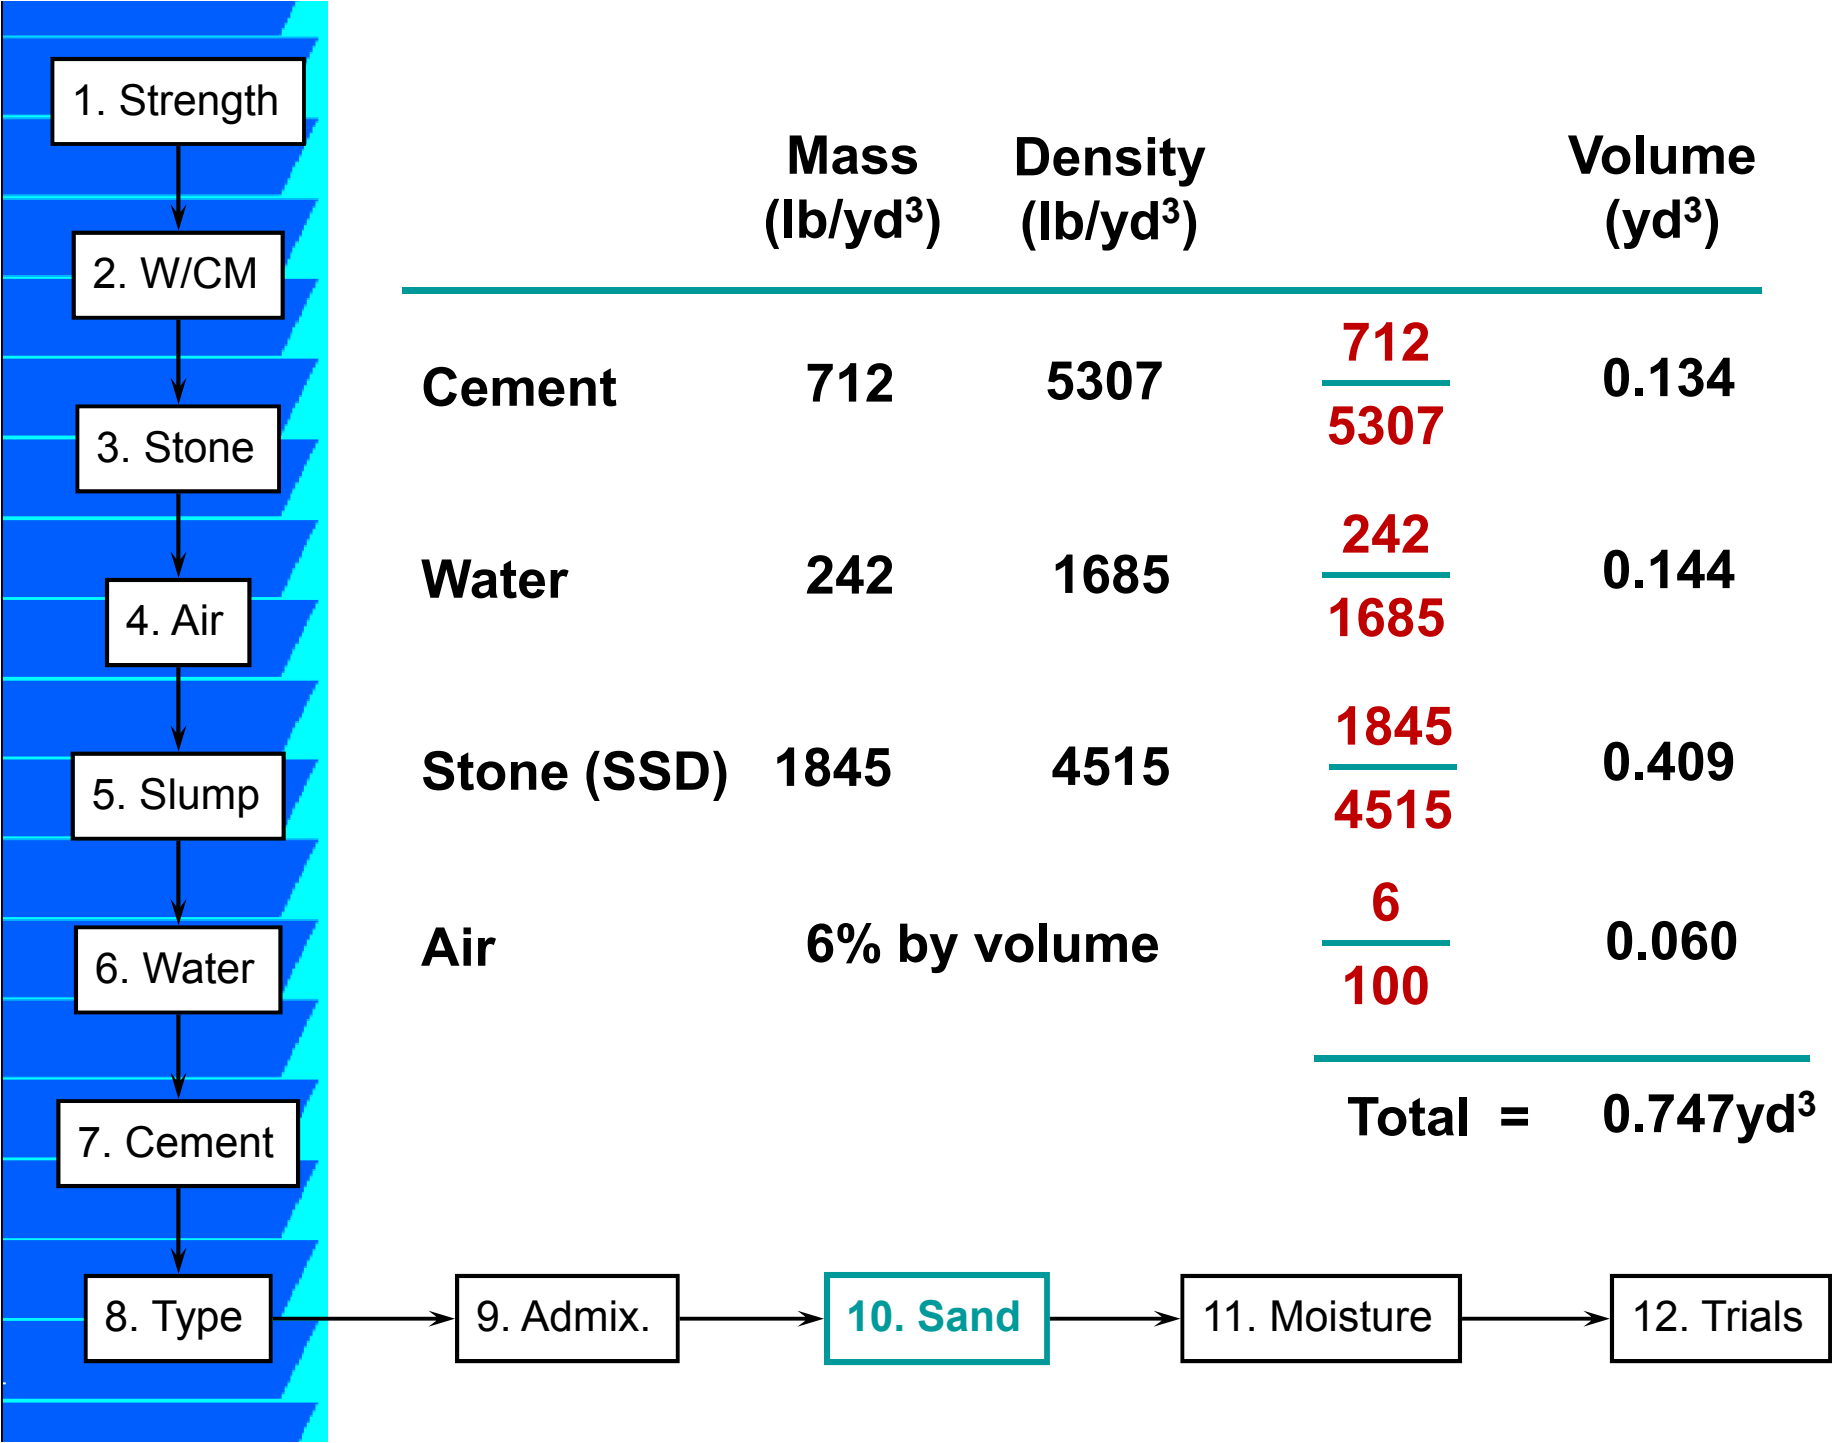 1. Strength
2. W/CM
3. Stone
4. Air
5. Slump
6. Water
7. Cement
8. Type
9. Admix.
10. Sand
11. Moisture
12. Trials
Mass Density Volume
(lb/yd³) (lb/yd³) (yd³)
Cement 712 5307 712/5307 0.134
Water 242 1685 242/1685 0.144
Stone (SSD) 1845 4515 1845/4515 0.409
Air 6% by volume 6/100 0.060
Total = 0.747yd³